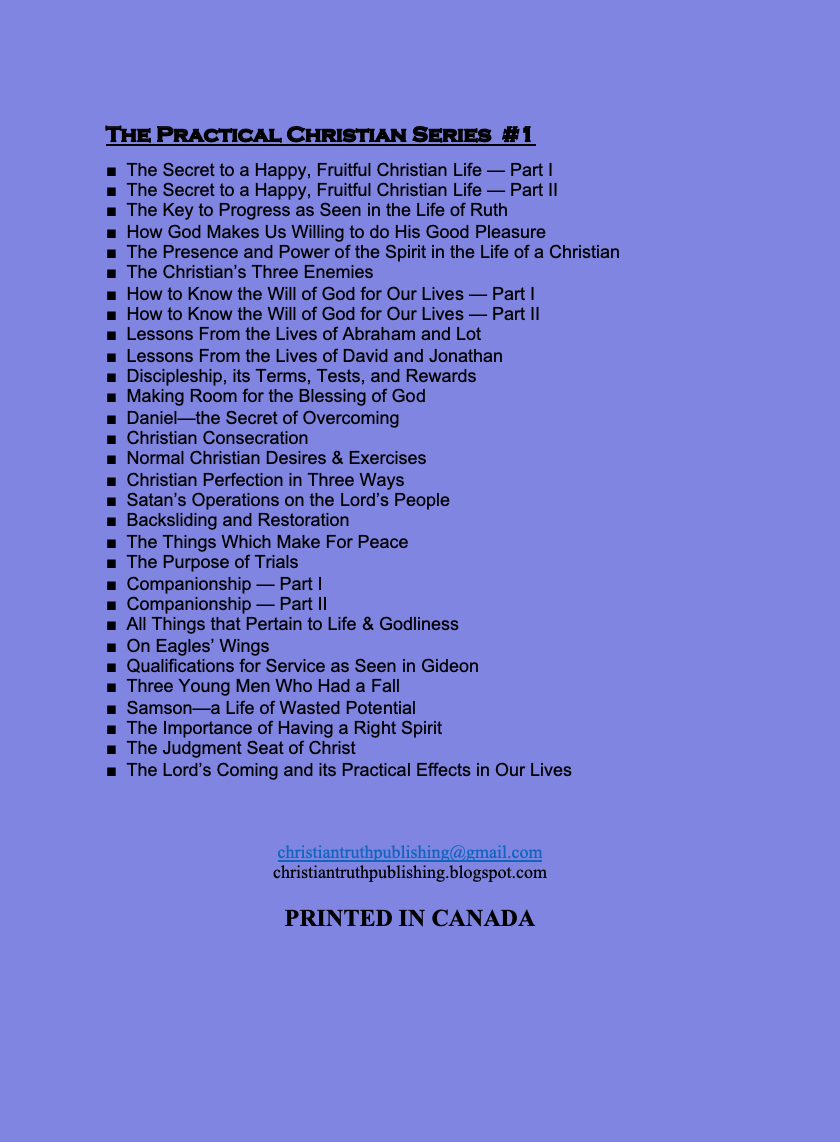 The Practical Christian Series #1
■ The Secret to a Happy, Fruitful Christian Life — Part I
■ The Secret to a Happy, Fruitful Christian Life — Part II
■ The Key to Progress as Seen in the Life of Ruth
■ How God Makes Us Willing to do His Good Pleasure
■ The Presence and Power of the Spirit in the Life of a Christian
■ The Christian’s Three Enemies
■ How to Know the Will of God for Our Lives — Part I
■ How to Know the Will of God for Our Lives — Part II
■ Lessons From the Lives of Abraham and Lot
■ Lessons From the Lives of David and Jonathan
■ Discipleship, its Terms, Tests, and Rewards
■ Making Room for the Blessing of God
■ Daniel—the Secret of Overcoming
■ Christian Consecration
■ Normal Christian Desires & Exercises
■ Christian Perfection in Three Ways
■ Satan’s Operations on the Lord’s People
■ Backsliding and Restoration
■ The Things Which Make For Peace
■ The Purpose of Trials
■ Companionship — Part I
■ Companionship — Part II
■ All Things that Pertain to Life & Godliness
■ On Eagles’ Wings
■ Qualifications for Service as Seen in Gideon
■ Three Young Men Who Had a Fall
■ Samson—a Life of Wasted Potential
■ The Importance of Having a Right Spirit
■ The Judgment Seat of Christ
■ The Lord’s Coming and its Practical Effects in Our Lives
christiantruthpublishing@gmail.com
christiantruthpublishing.blogspot.com
PRINTED IN CANADA